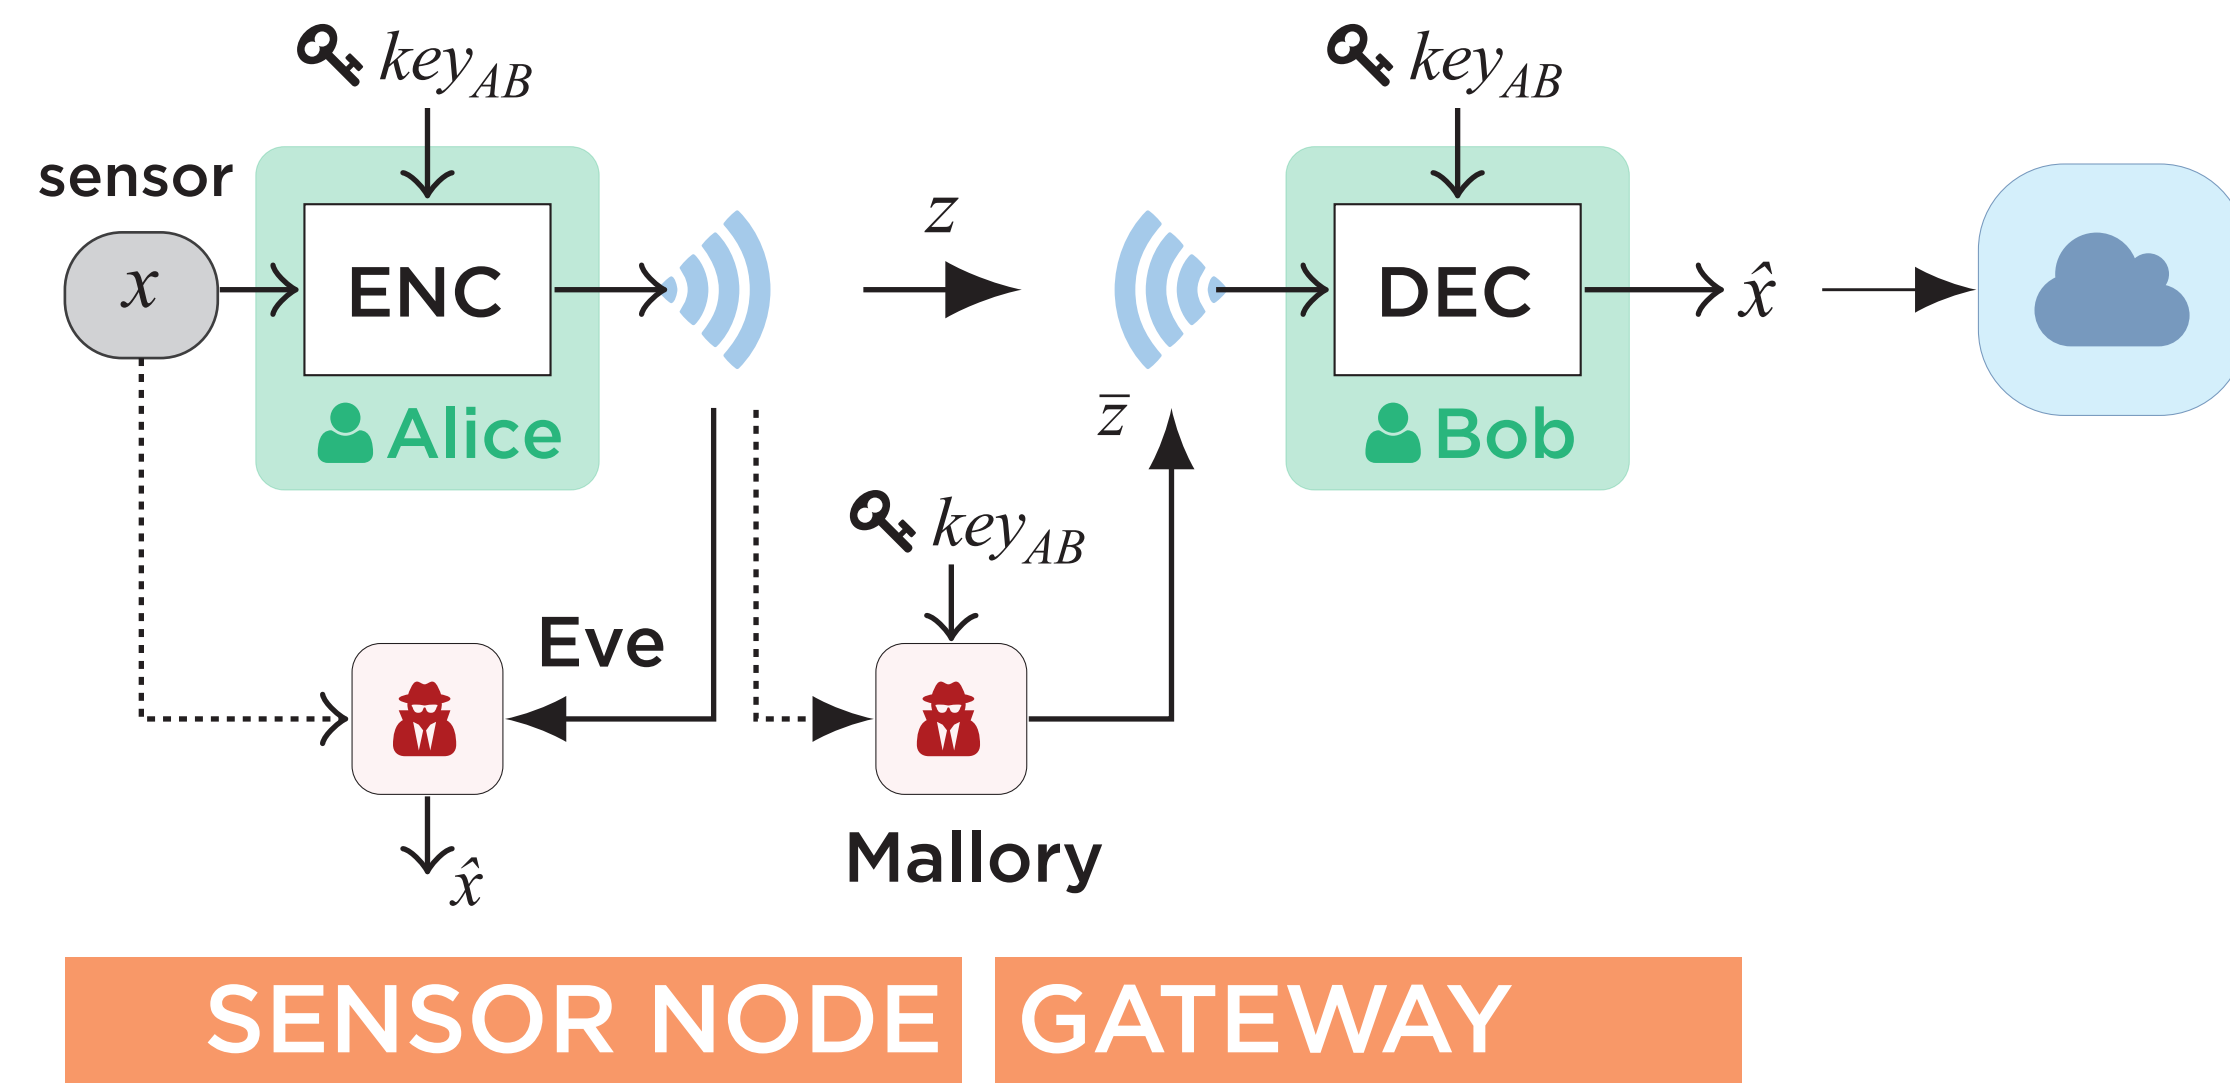 key_AB
key_AB
sensor
x
ENC
z
DEC
x̂
Alice
z̄
Bob
key_AB
Eve
Mallory
x̂
SENSOR NODE
GATEWAY